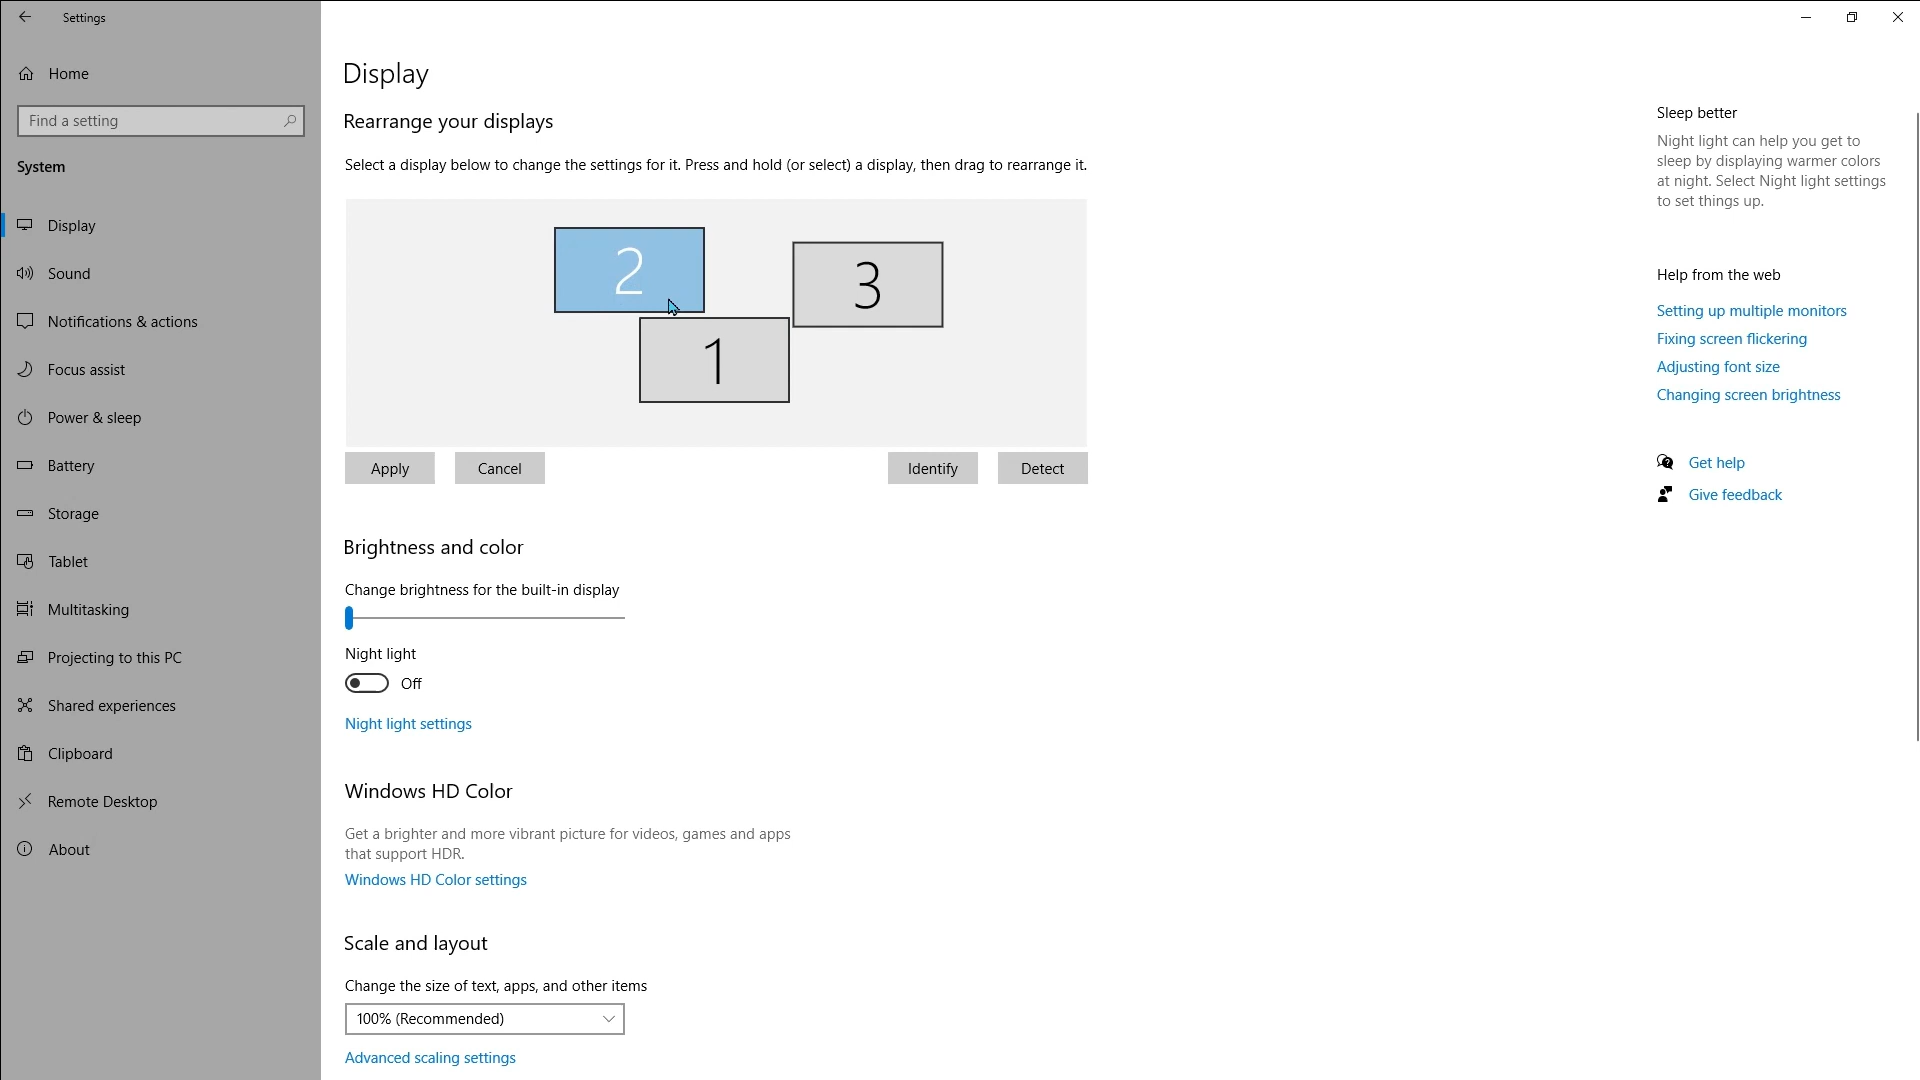 Settings
Home
Find a setting
System
Display
Sound
Notifications & actions
Focus assist
Power & sleep
Battery
Storage
Tablet
Multitasking
Projecting to this PC
Shared experiences
Clipboard
Remote Desktop
About
Display
Rearrange your displays
Select a display below to change the settings for it. Press and hold (or select) a display, then drag to rearrange it.
2
3
1
Apply
Cancel
Identify
Detect
Brightness and color
Change brightness for the built-in display
Night light
Off
Night light settings
Windows HD Color
Get a brighter and more vibrant picture for videos, games and apps
that support HDR.
Windows HD Color settings
Scale and layout
Change the size of text, apps, and other items
100% (Recommended)
Advanced scaling settings
Sleep better
Night light can help you get to
sleep by displaying warmer colors
at night. Select Night light settings
to set things up.
Help from the web
Setting up multiple monitors
Fixing screen flickering
Adjusting font size
Changing screen brightness
Get help
Give feedback